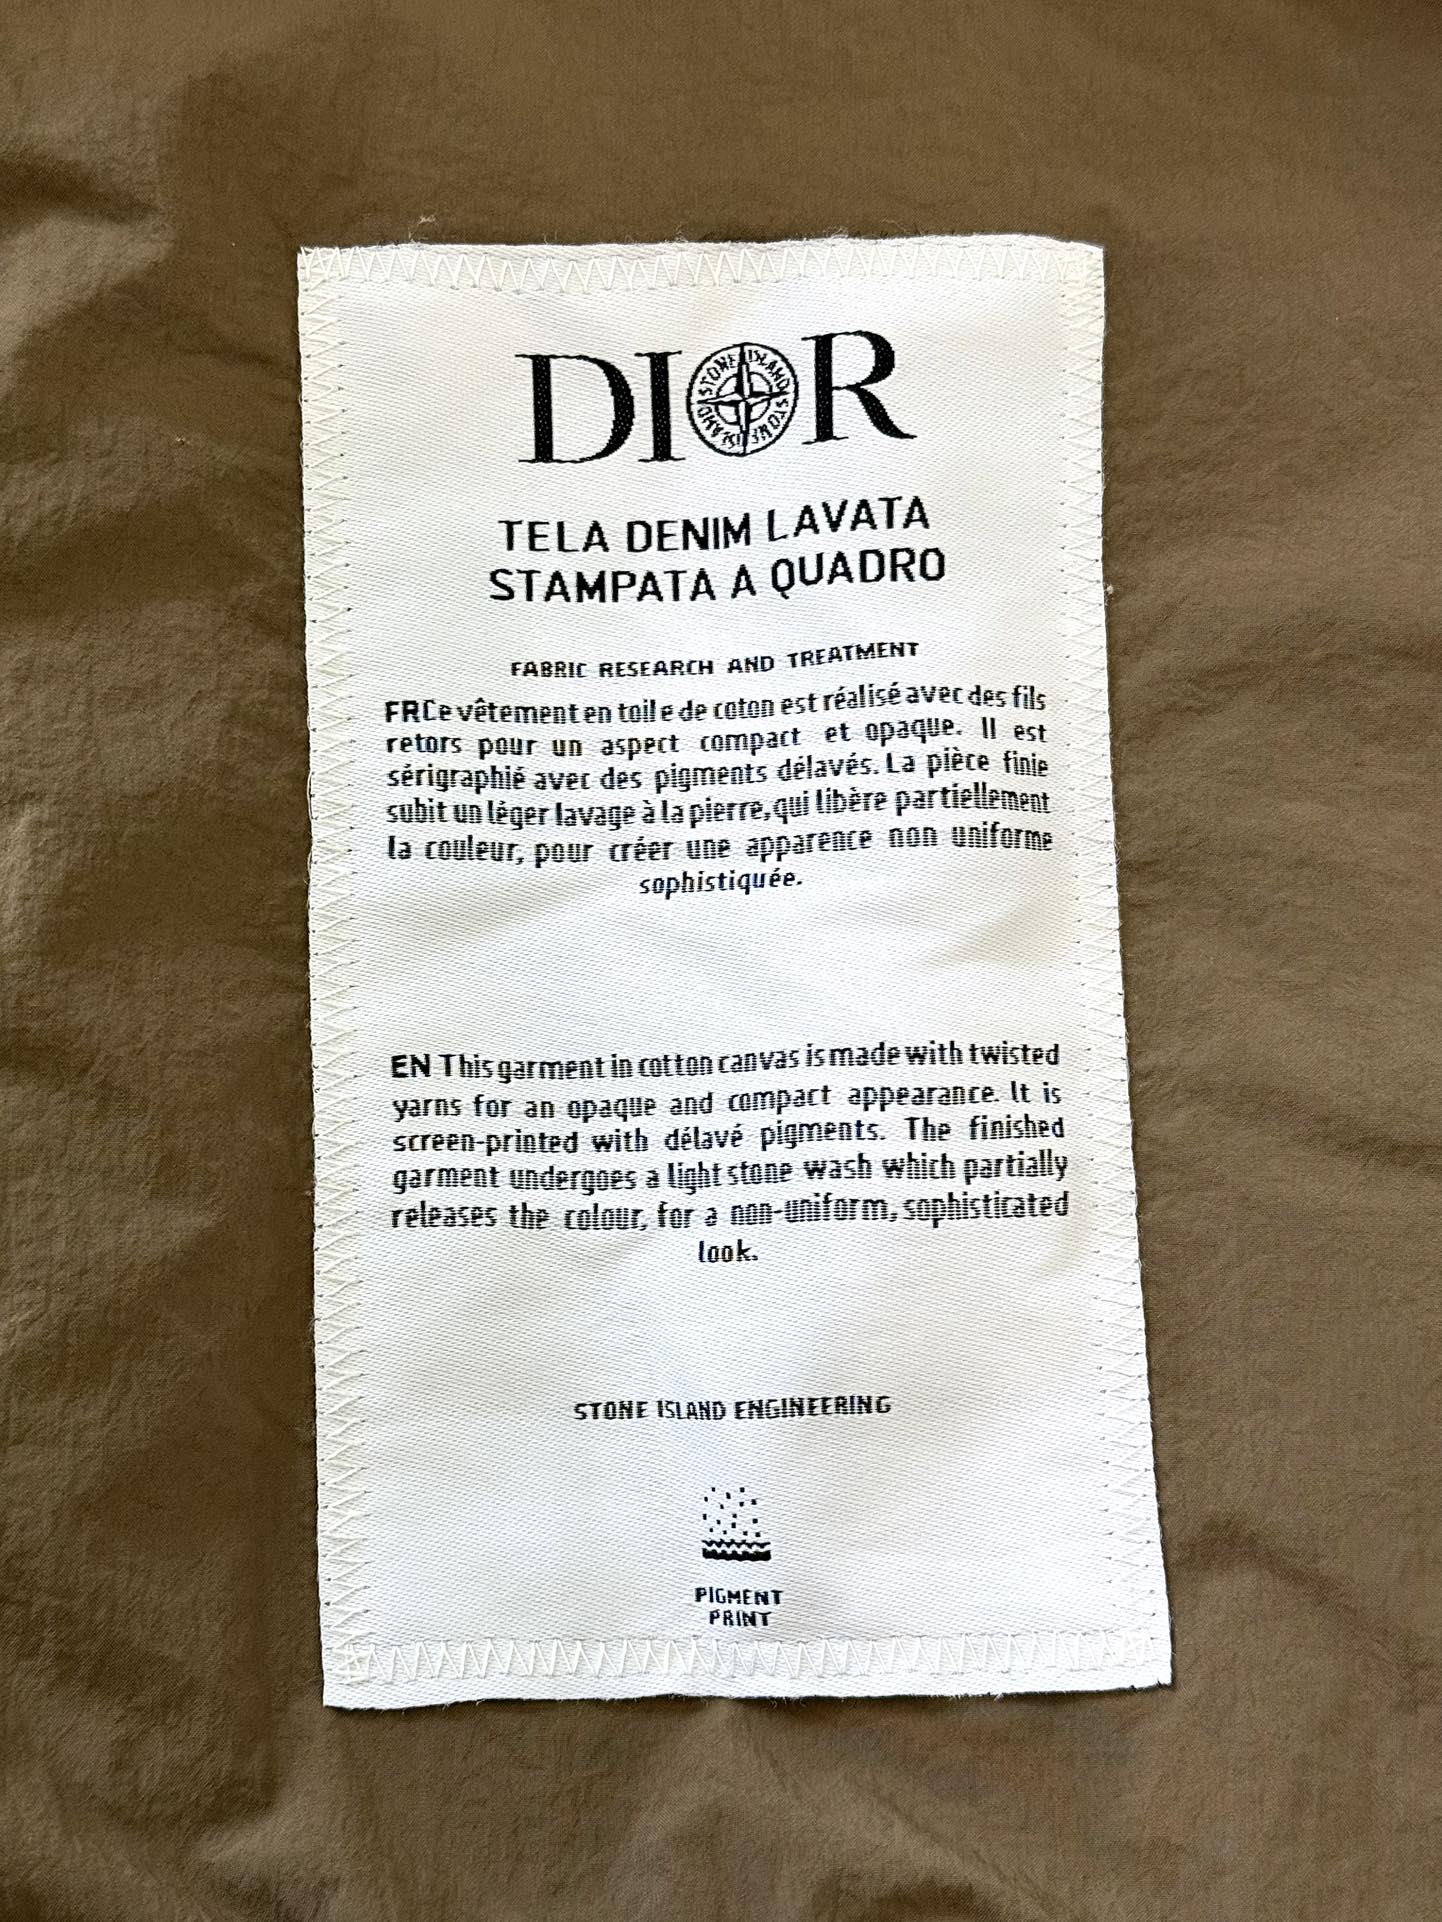 DIOR
STONE ISLAND STONE ISLAND
TELA DENIM LAVATA
STAMPATA A QUADRO
FABRIC RESEARCH AND TREATMENT
FR Ce vêtement en toile de coton est réalisé avec des fils
retors pour un aspect compact et opaque. Il est
sérigraphié avec des pigments délavés. La pièce finie
subit un léger lavage à la pierre, qui libère partiellement
la couleur, pour créer une apparence non uniforme
sophistiquée.
EN This garment in cotton canvas is made with twisted
yarns for an opaque and compact appearance. It is
screen-printed with délavé pigments. The finished
garment undergoes a light stone wash which partially
releases the colour, for a non-uniform, sophisticated
look.
STONE ISLAND ENGINEERING
PIGMENT
PRINT